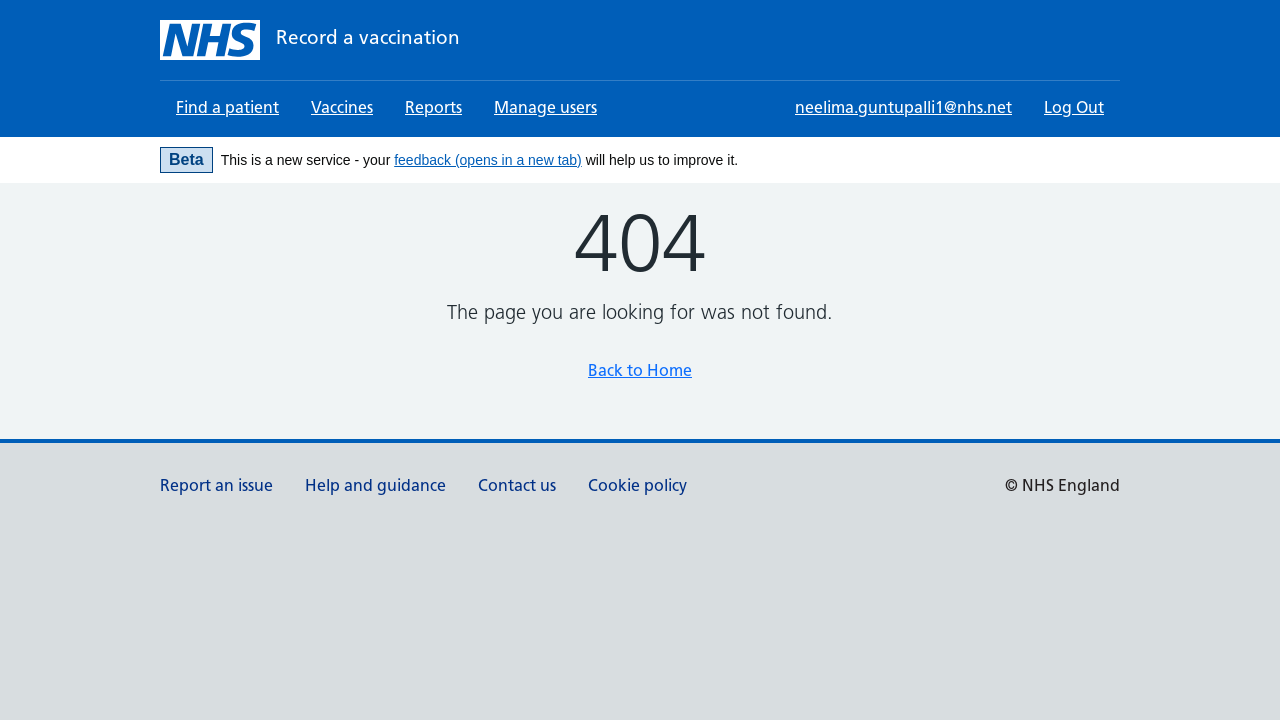 NHS Record a vaccination
Find a patient Vaccines Reports Manage users neelima.guntupalli1@nhs.net Log Out
Beta This is a new service - your feedback (opens in a new tab) will help us to improve it.
404
The page you are looking for was not found.
Back to Home
Report an issue Help and guidance Contact us Cookie policy © NHS England